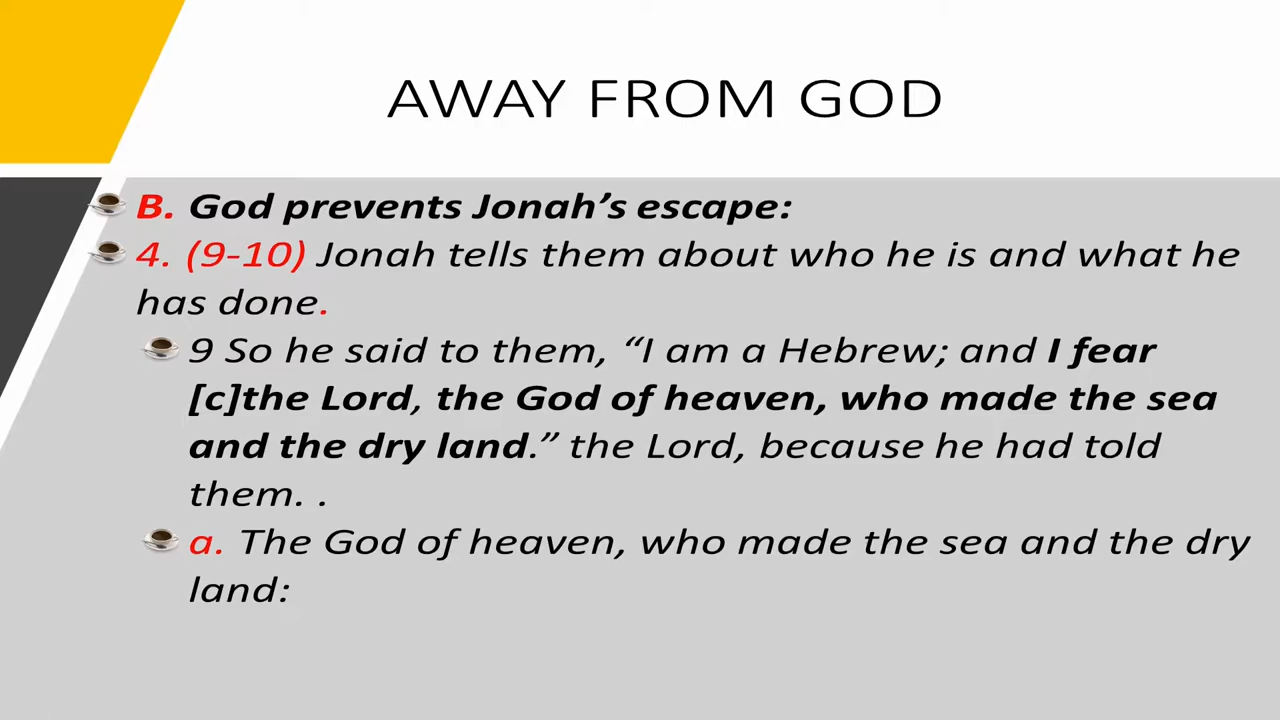 AWAY FROM GOD
B. God prevents Jonah’s escape:
4. (9-10) Jonah tells them about who he is and what he
has done.
9 So he said to them, “I am a Hebrew; and I fear
[c]the Lord, the God of heaven, who made the sea
and the dry land.” the Lord, because he had told
them. .
a. The God of heaven, who made the sea and the dry
land: